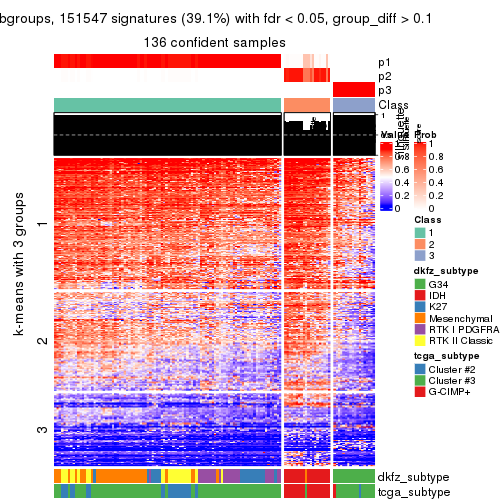 bgroups, 151547 signatures (39.1%) with fdr < 0.05, group_diff > 0.1
136 confident samples
p1
p2
p3
Class
1
Silhouette
Value
Prob
1
0.8
0.6
0.4
0.2
0
1
0.8
0.6
0.4
0.2
0
k-means with 3 groups
1
2
3
Class
1
2
3
dkfz_subtype
G34
IDH
K27
Mesenchymal
RTK I PDGFRA
RTK II Classic
tcga_subtype
Cluster #2
Cluster #3
G-CIMP+
dkfz_subtype
tcga_subtype